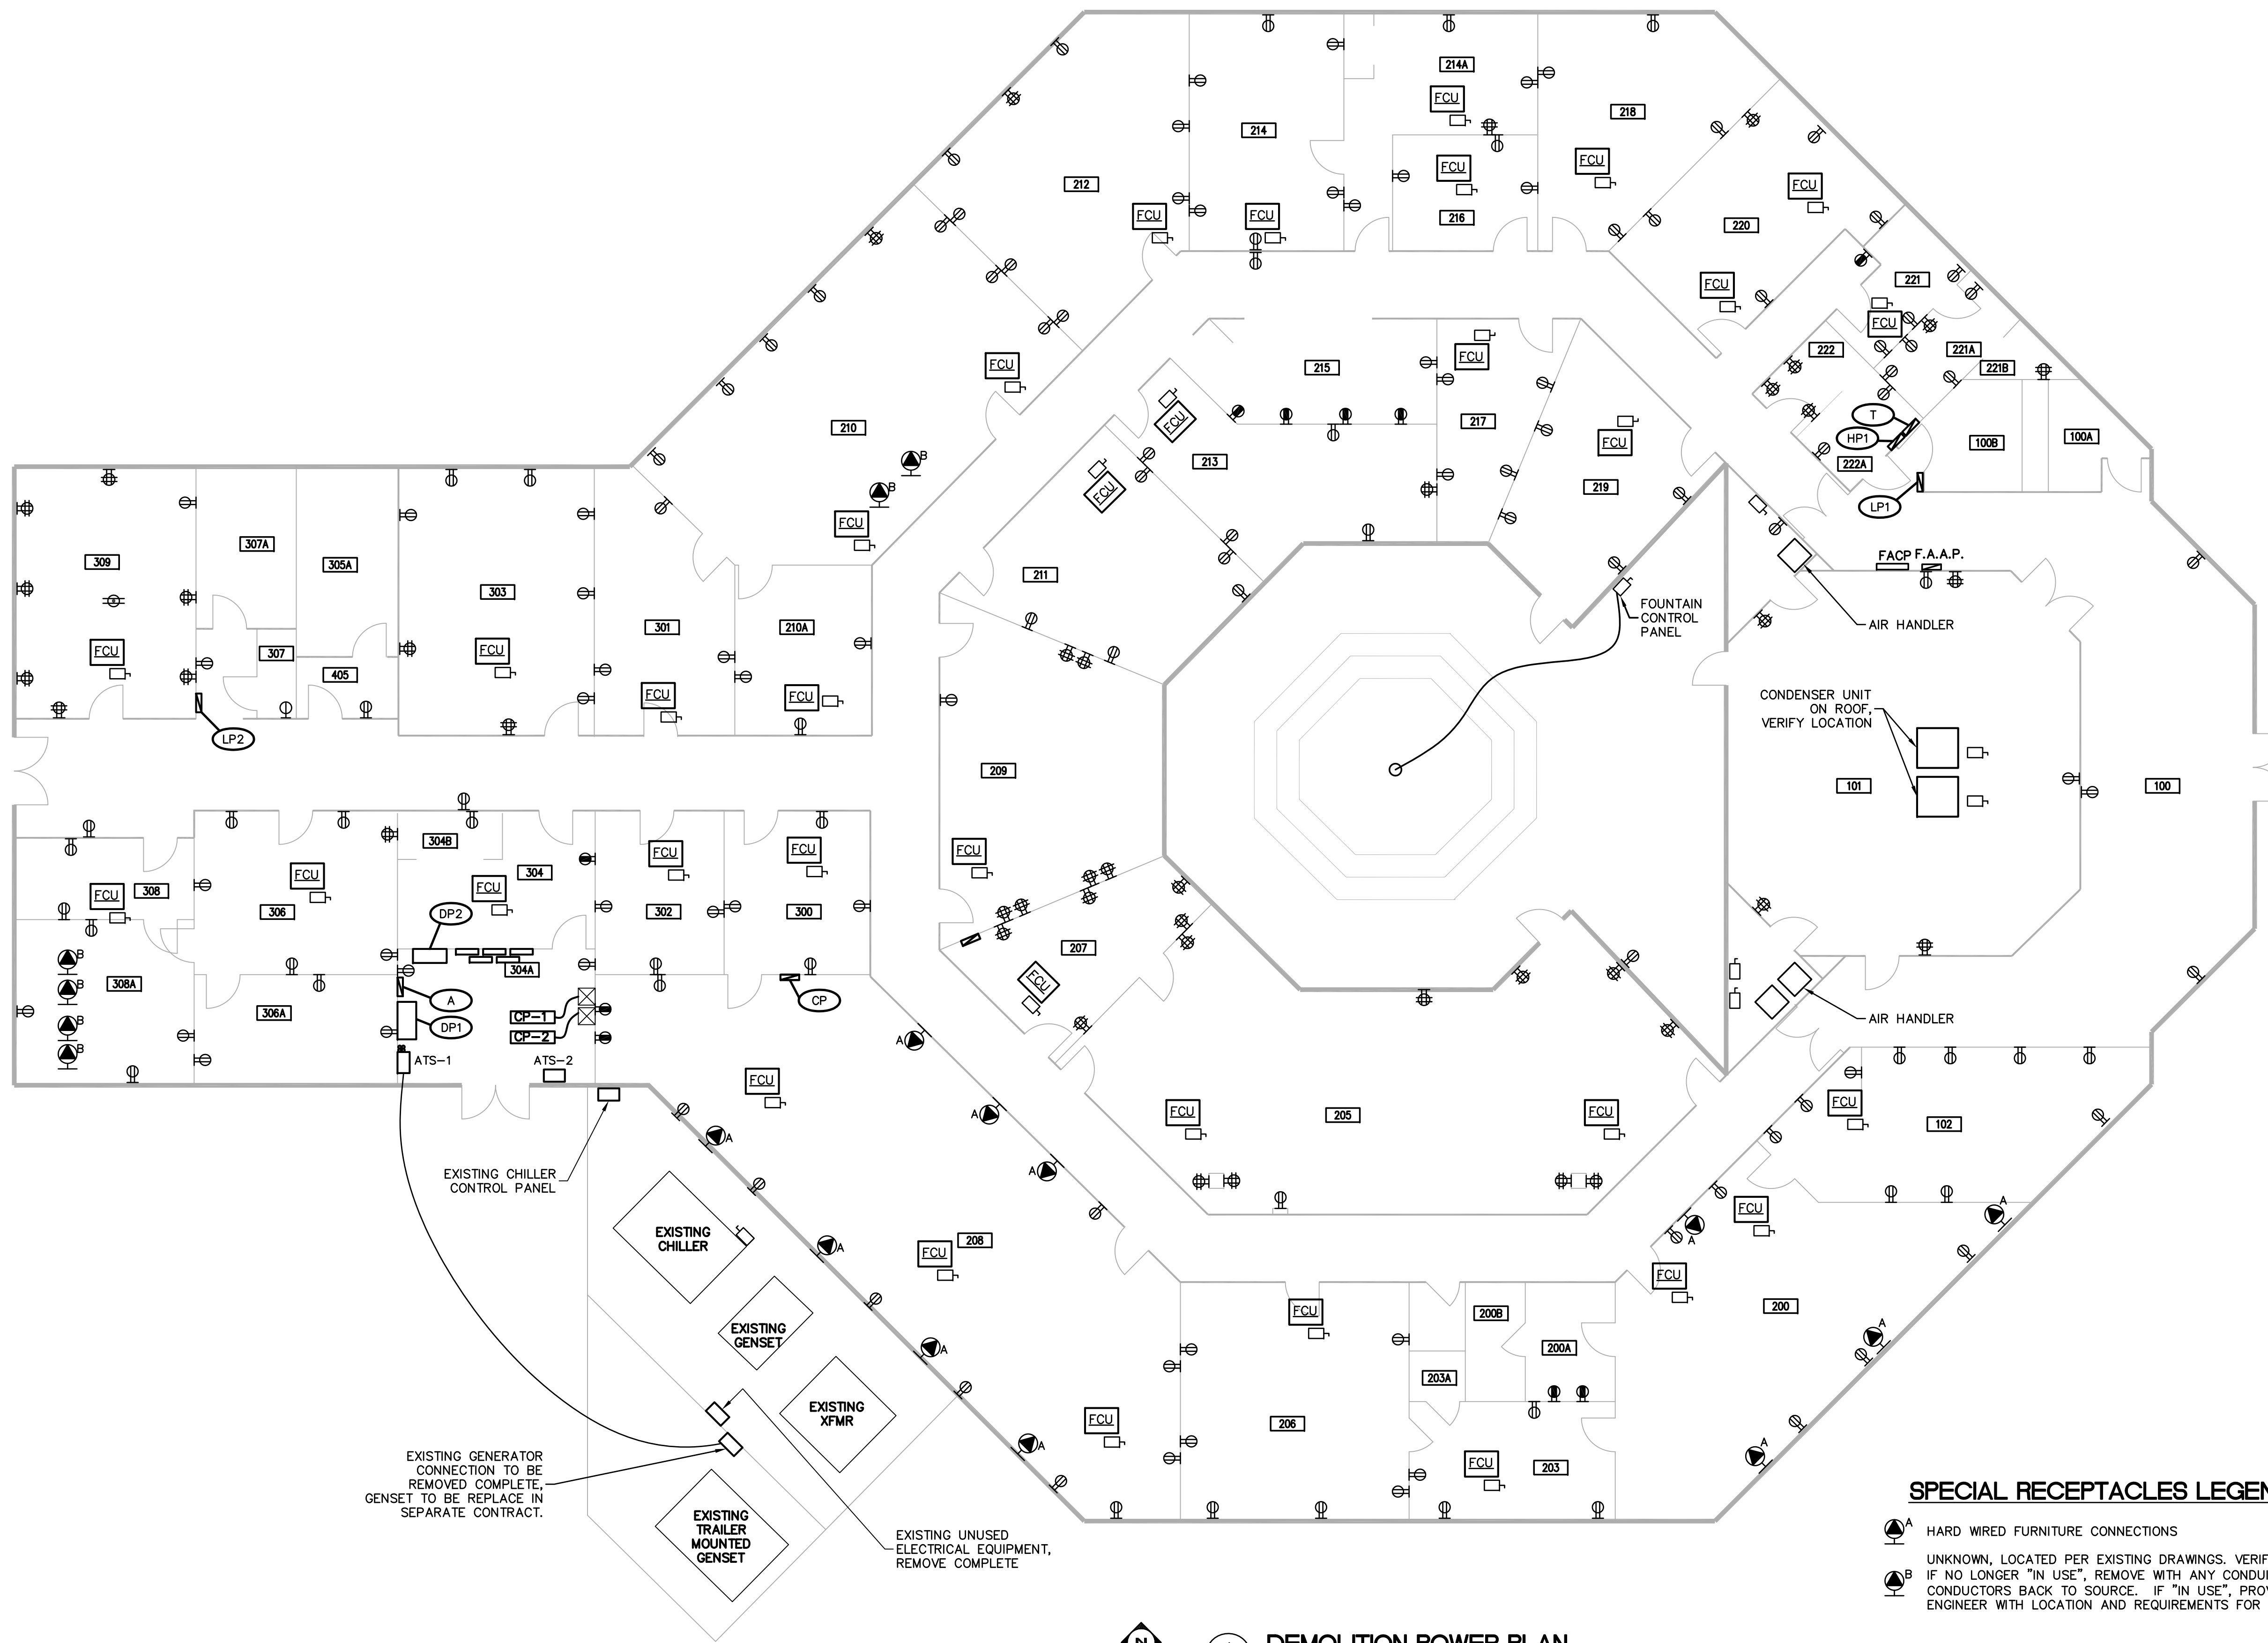 214A
FCU
218
214
FCU
FCU
212
FCU
216
FCU
FCU
FCU
220
FCU
221
FCU
222
221A
221B
215
FCU
FCU
210
FCU
217
FCU
T
HP1
100B
100A
213
222A
LP1
219
FCU
B
B
FCU
309
307A
305A
303
301
210A
211
FACP F.A.A.P.
FOUNTAIN
CONTROL
PANEL
AIR HANDLER
FCU
307
405
FCU
FCU
FCU
LP2
CONDENSER UNIT
ON ROOF,
VERIFY LOCATION
209
101
100
304B
FCU
FCU
FCU
308
FCU
304
FCU
FCU
306
DP2
302
300
207
FCU
B
B
B
B
308A
304A
306A
A
DP1
CP-1
CP-2
CP
ATS-1
ATS-2
AIR HANDLER
A
A
A
FCU
A
FCU
205
FCU
FCU
102
EXISTING CHILLER
CONTROL PANEL
EXISTING
CHILLER
A
208
FCU
FCU
A
A
FCU
200
EXISTING
GENSET
A
FCU
200B
200A
203A
A
EXISTING
XFMR
FCU
206
A
FCU
203
A
EXISTING GENERATOR
CONNECTION TO BE
REMOVED COMPLETE,
GENSET TO BE REPLACE IN
SEPARATE CONTRACT.
EXISTING
TRAILER
MOUNTED
GENSET
EXISTING UNUSED
ELECTRICAL EQUIPMENT,
REMOVE COMPLETE
SPECIAL RECEPTACLES
A HARD WIRED FURNITURE CONNECTIONS
UNKNOWN, LOCATED PER EXISTING DRAWINGS.
B IF NO LONGER "IN USE", REMOVE WITH ANY
CONDUCTORS BACK TO SOURCE. IF "IN USE",
ENGINEER WITH LOCATION AND REQUIREMENTS FOR
DEMOLITION POWER PLAN